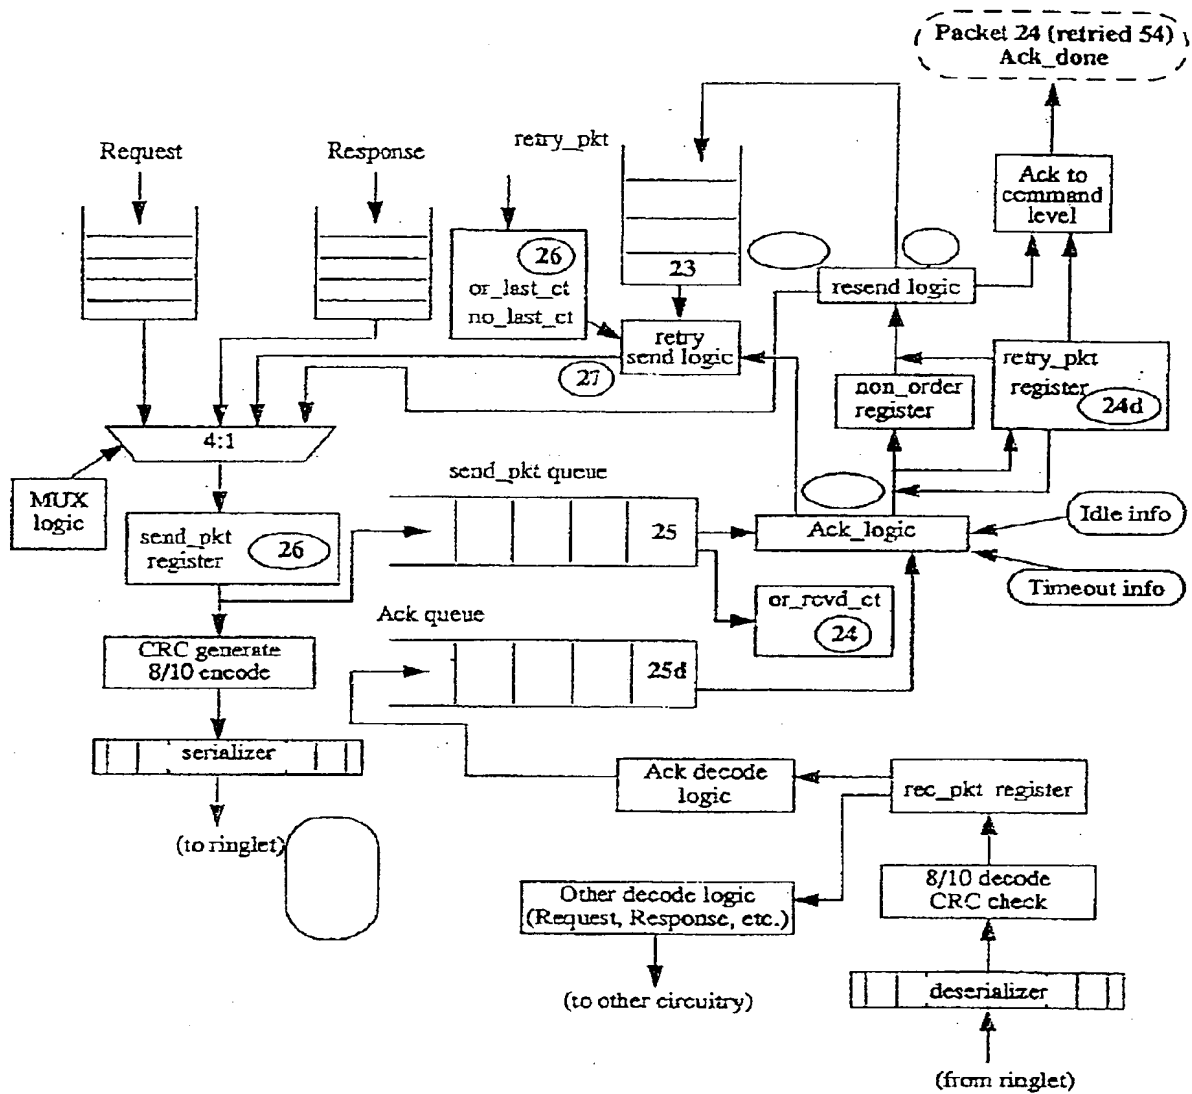 Packet 24 (retried 54)
Ack_done
Request
Response
retry_pkt
Ack to
command
level
26
or_last_ct
no_last_ct
23
resend logic
retry
send logic
27
retry_pkt
register
24d
non_order
register
4:1
MUX
logic
send_pkt queue
send_pkt
register
26
25
Ack_logic
Idle info
Timeout info
or_rcvd_ct
24
Ack queue
25d
CRC generate
8/10 encode
serializer
(to ringlet)
Ack decode
logic
rec_pkt register
Other decode logic
(Request, Response, etc.)
(to other circuitry)
8/10 decode
CRC check
deserializer
(from ringlet)